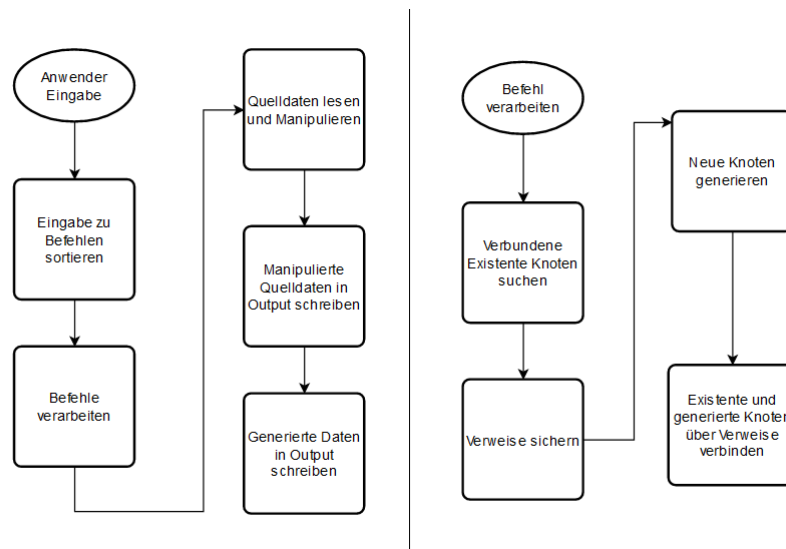 Anwender
Eingabe
Eingabe zu
Befehlen
sortieren
Befehle
verarbeiten
Quelldaten lesen
und Manipulieren
Manipulierte
Quelldaten in
Output schreiben
Generierte Daten
in Output
schreiben
Befehl
verarbeiten
Verbundene
Existente Knoten
suchen
Verweise sichern
Neue Knoten
generieren
Existente und
generierte Knoten
über Verweise
verbinden